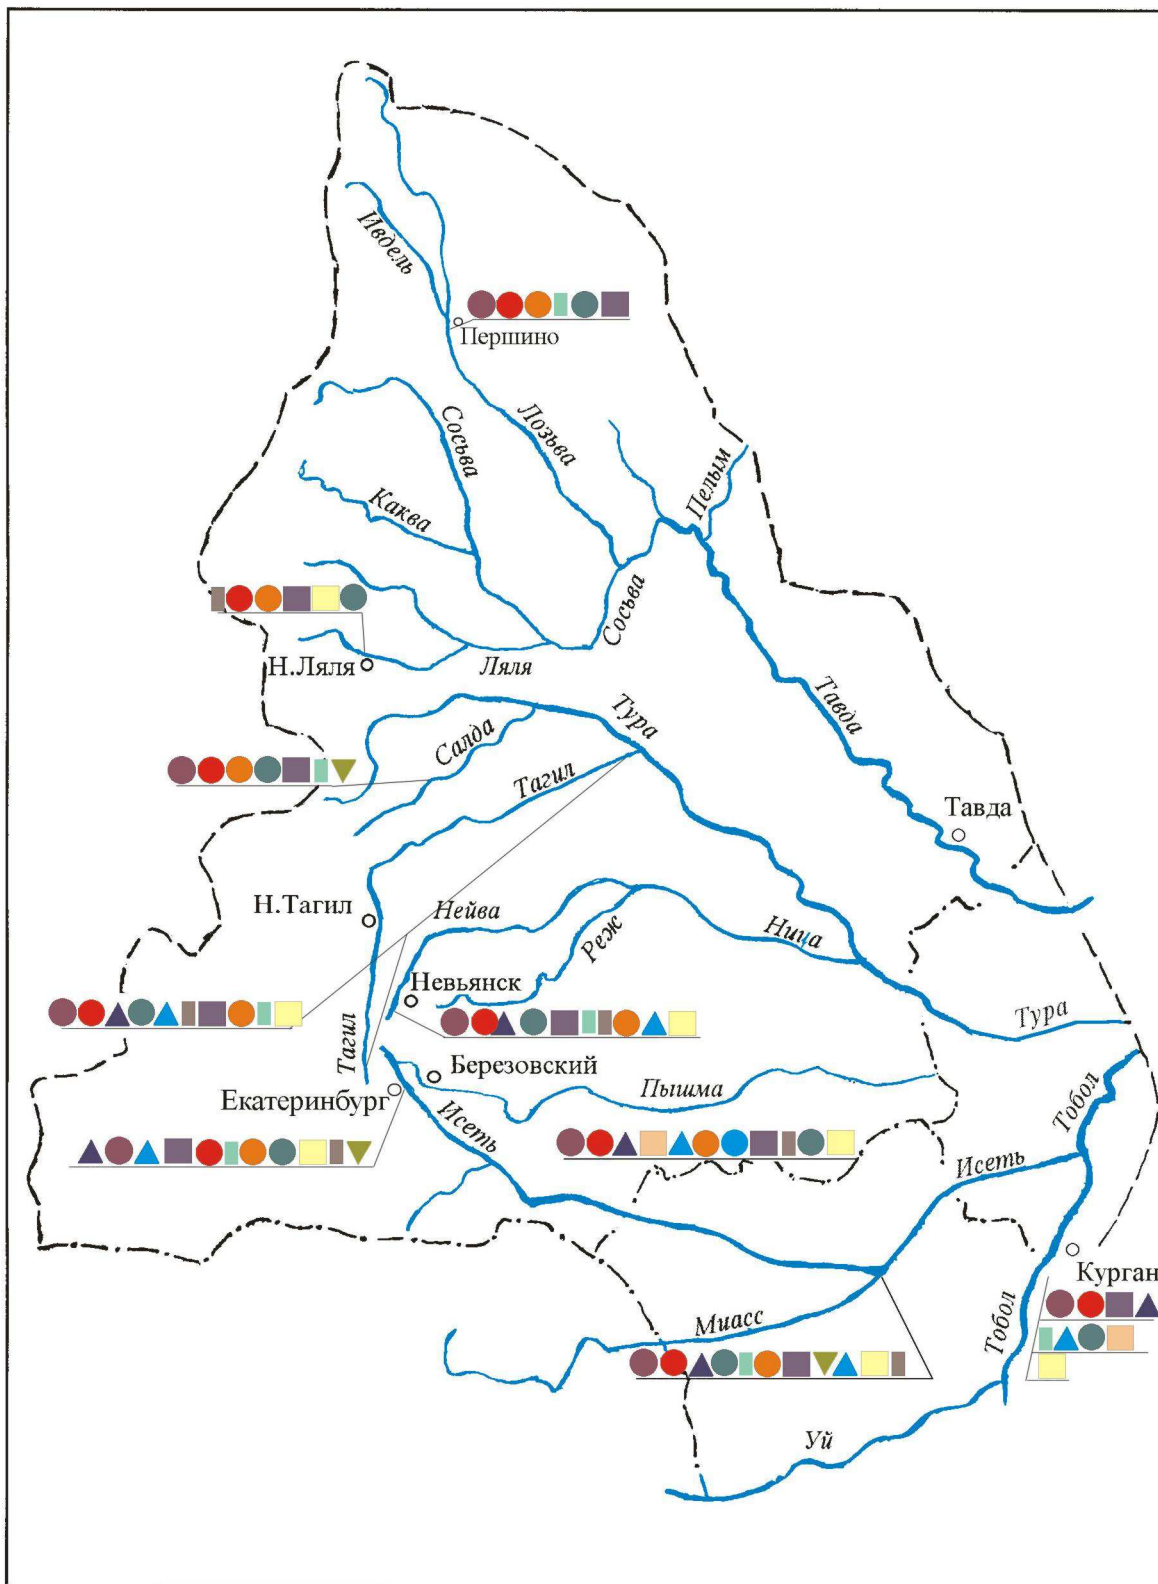 Ивдель
Першино
Сосьва
Лозьва
Пелым
Каква
Сосьва
Н.Ляля
Ляля
Тура
Тавда
Салда
Тагил
Тавда
Н.Тагил
Нейва
Реж
Ница
Невьянск
Тура
Тагил
Березовский
Екатеринбург
Пышма
Тобол
Исеть
Исеть
Курган
Миасс
Тобол
Уй